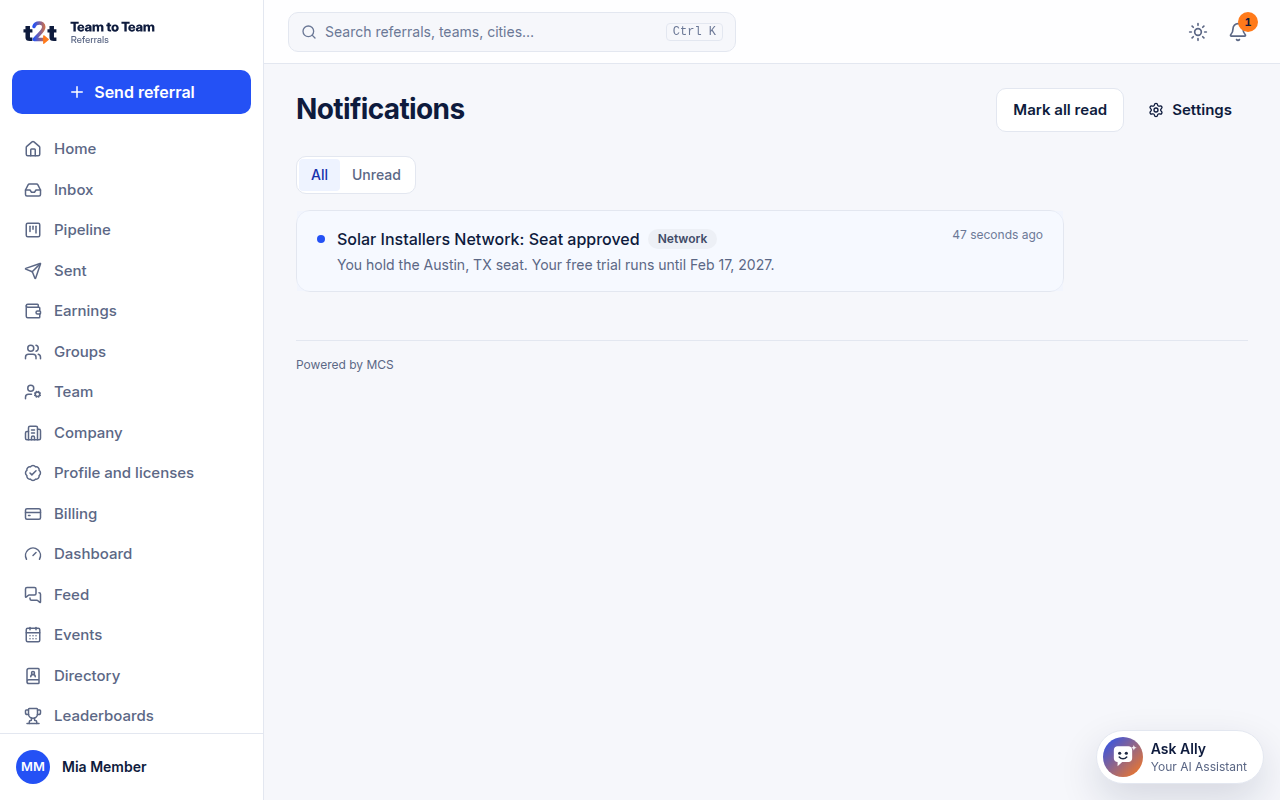 t2t Team to Team
Referrals
Send referral
Home
Inbox
Pipeline
Sent
Earnings
Groups
Team
Company
Profile and licenses
Billing
Dashboard
Feed
Events
Directory
Leaderboards
MM Mia Member
Search referrals, teams, cities... Ctrl K
1
Notifications
Mark all read
Settings
All Unread
Solar Installers Network: Seat approved Network 47 seconds ago
You hold the Austin, TX seat. Your free trial runs until Feb 17, 2027.
Powered by MCS
Ask Ally
Your AI Assistant